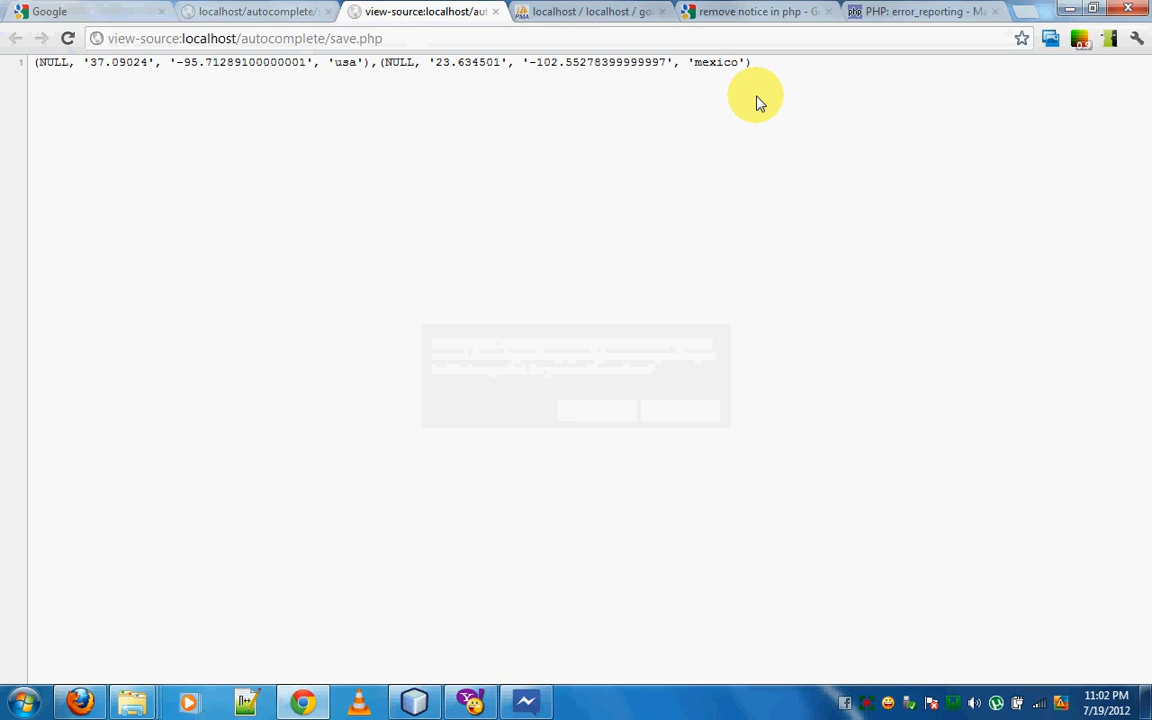 Google
localhost/autocomplete/
view-source:localhost/aut
localhost / localhost / go
remove notice in php - G
PHP: error_reporting - Ma
view-source:localhost/autocomplete/save.php
1 (NULL, '37.09024', '-95.71289100000001', 'usa'),(NULL, '23.634501', '-102.55278399999997', 'mexico')
11:02 PM
7/19/2012